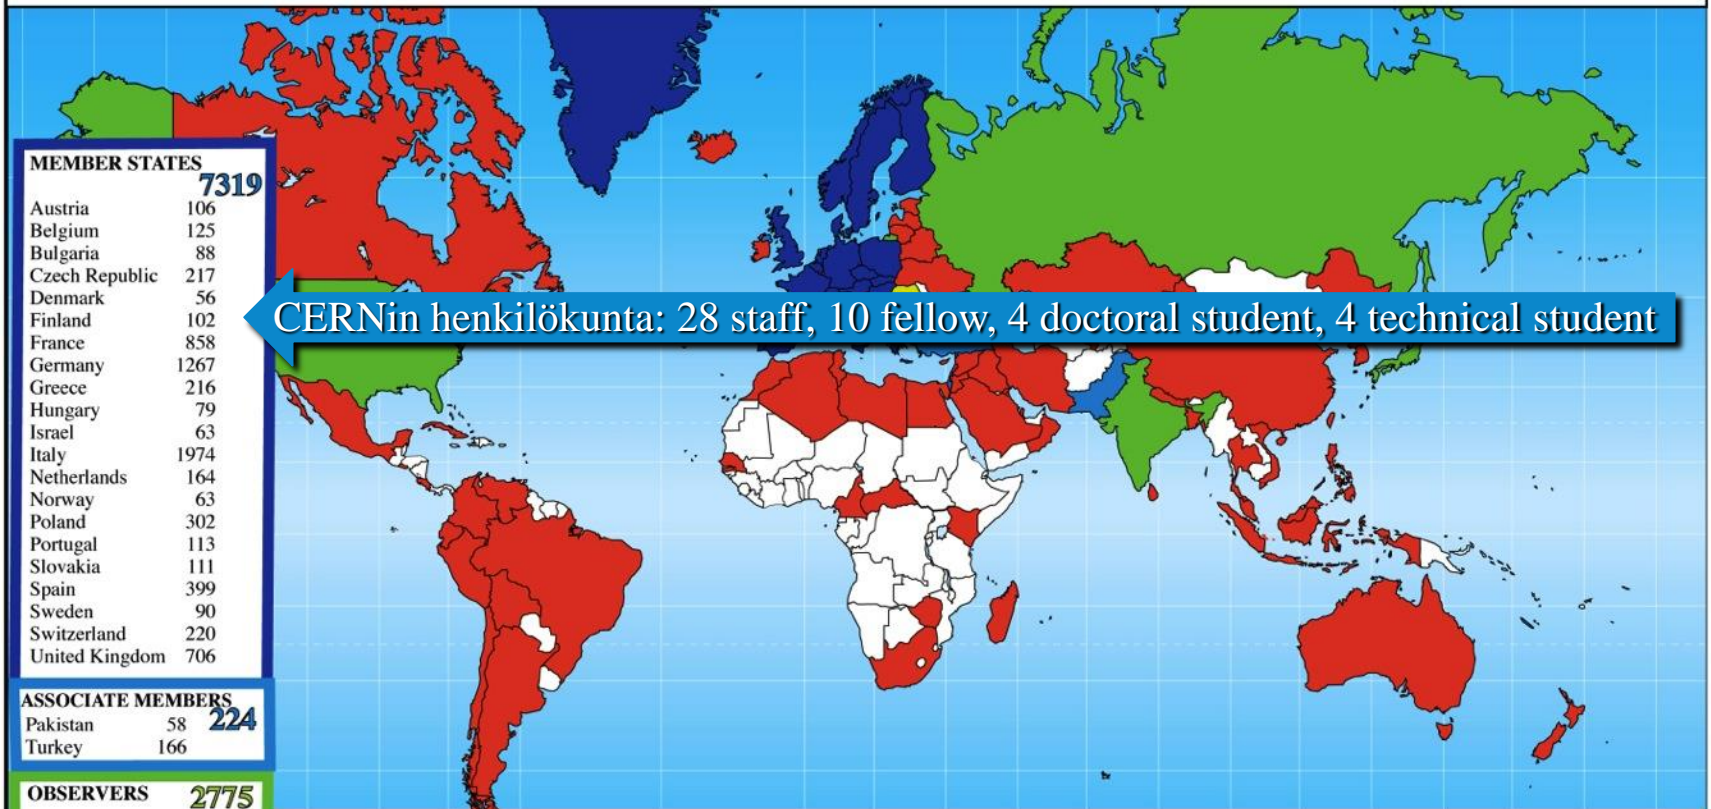 MEMBER STATES
7319
Austria 106
Belgium 125
Bulgaria 88
Czech Republic 217
Denmark 56
Finland 102
France 858
Germany 1267
Greece 216
Hungary 79
Israel 63
Italy 1974
Netherlands 164
Norway 63
Poland 302
Portugal 113
Slovakia 111
Spain 399
Sweden 90
Switzerland 220
United Kingdom 706
CERNin henkilökunta: 28 staff, 10 fellow, 4 doctoral student, 4 technical student
ASSOCIATE MEMBERS
224
Pakistan 58
Turkey 166
OBSERVERS 2775